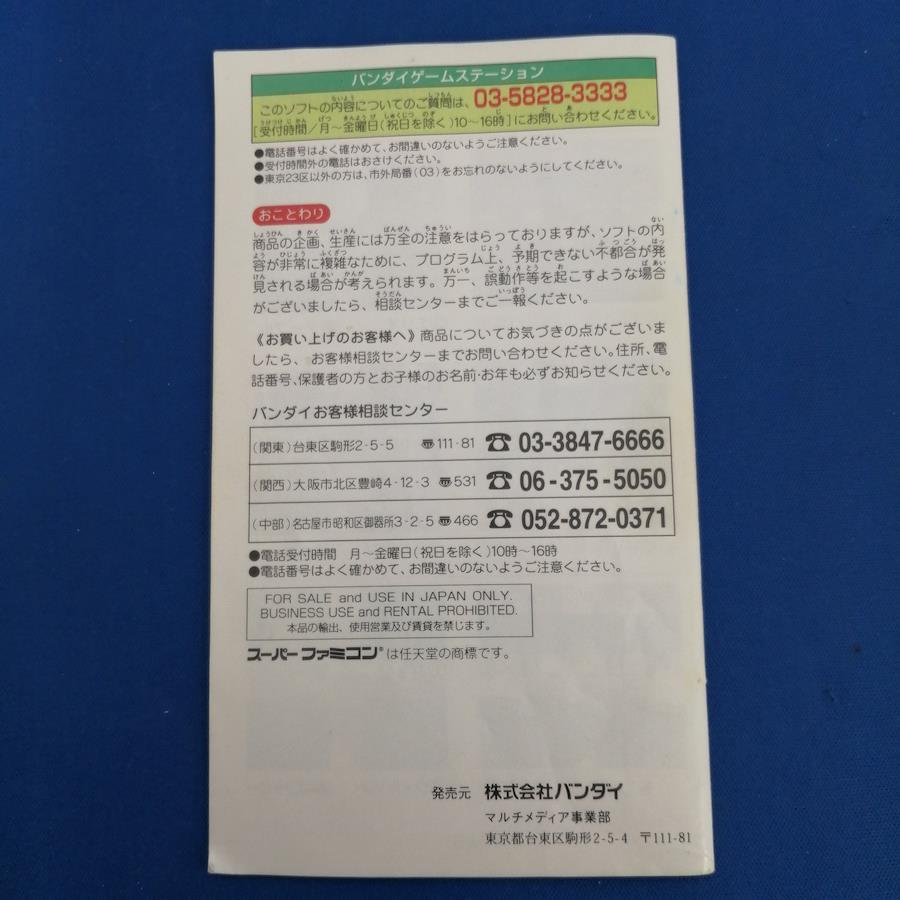 バンダイゲームステーション
このソフトの内容についてのご質問は、03-5828-3333
[受付時間/月〜金曜日(祝日を除く)10〜16時]にお問い合わせください。
●電話番号はよく確かめて、お間違いのないようご注意ください。
●受付時間外の電話はおさけください。
●東京23区以外の方は、市外局番(03)をお忘れのないようにしてください。
おことわり
商品の企画、生産には万全の注意をはらっておりますが、ソフトの内
容が非常に複雑なために、プログラム上、予期できない不都合が発
見される場合が考えられます。万一、誤動作等を起こすような場合
がございましたら、相談センターまでご一報ください。
《お買い上げのお客様へ》商品についてお気づきの点がございま
したら、お客様相談センターまでお問い合わせください。住所、電
話番号、保護者の方とお子様のお名前・お年も必ずお知らせください。
バンダイお客様相談センター
(関東)台東区駒形2-5-5 〠111-81 ☎ 03-3847-6666
(関西)大阪市北区豊崎4-12-3 〠531 ☎ 06-375-5050
(中部)名古屋市昭和区御器所3-2-5 〠466 ☎ 052-872-0371
●電話受付時間 月〜金曜日(祝日を除く)10時〜16時
●電話番号はよく確かめて、お間違いのないようご注意ください。
FOR SALE and USE IN JAPAN ONLY.
BUSINESS USE and RENTAL PROHIBITED.
本品の輸出、使用営業及び賃貸を禁じます。
スーパーファミコン®は任天堂の商標です。
発売元 株式会社バンダイ
マルチメディア事業部
東京都台東区駒形2-5-4 〒111-81